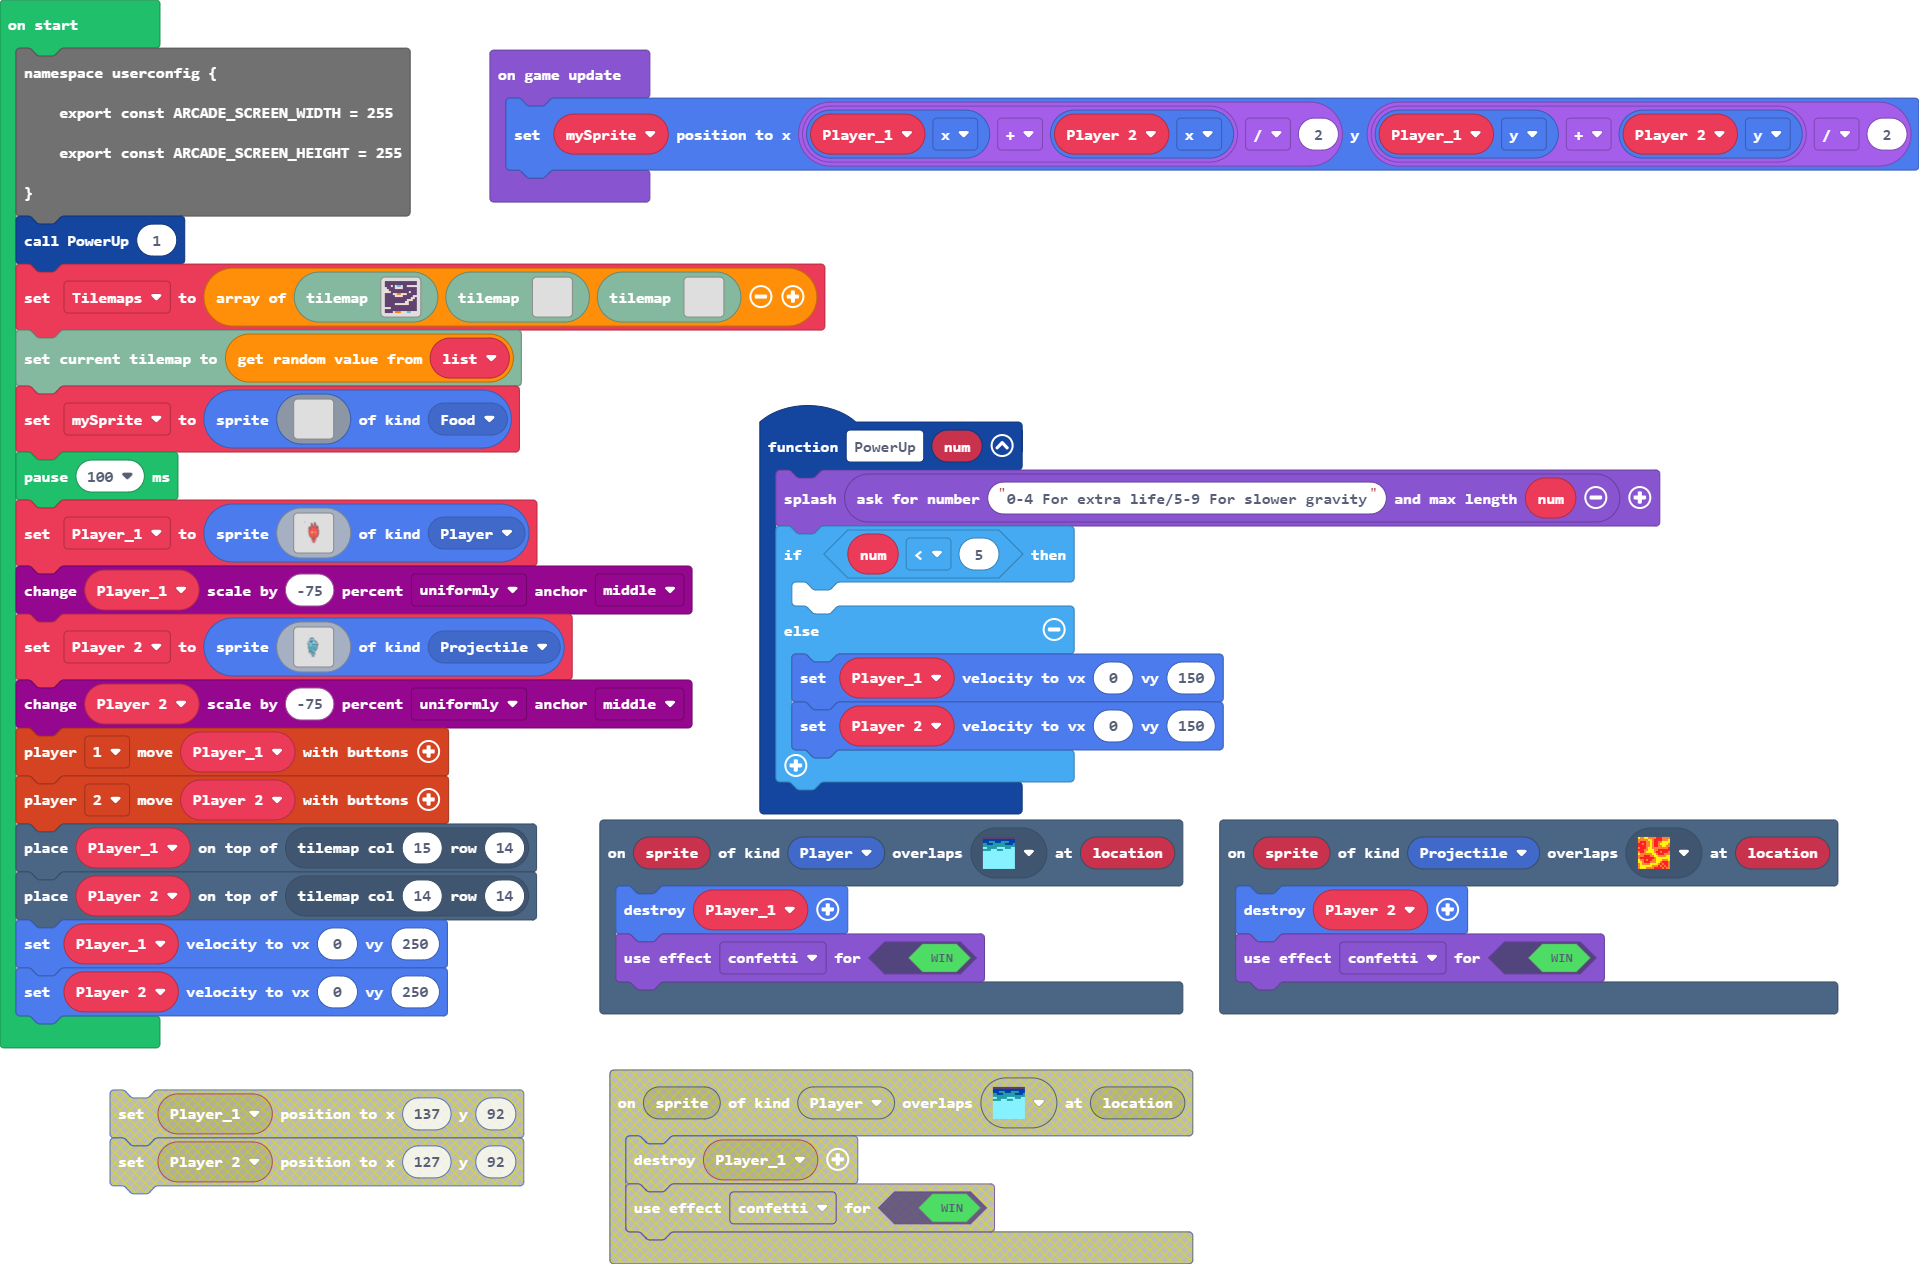 on start
namespace userconfig {
export const ARCADE_SCREEN_WIDTH = 255
export const ARCADE_SCREEN_HEIGHT = 255
}
call PowerUp 1
set Tilemaps to array of tilemap tilemap tilemap
set current tilemap to get random value from list
set mySprite to sprite of kind Food
pause 100 ms
set Player_1 to sprite of kind Player
change Player_1 scale by -75 percent uniformly anchor middle
set Player 2 to sprite of kind Projectile
change Player 2 scale by -75 percent uniformly anchor middle
player 1 move Player_1 with buttons
player 2 move Player 2 with buttons
place Player_1 on top of tilemap col 15 row 14
place Player 2 on top of tilemap col 14 row 14
set Player_1 velocity to vx 0 vy 250
set Player 2 velocity to vx 0 vy 250
on game update
set mySprite position to x Player_1 x + Player 2 x / 2 y Player_1 y + Player 2 y / 2
function PowerUp num
splash ask for number "0-4 For extra life/5-9 For slower gravity" and max length num
if num < 5 then
else
set Player_1 velocity to vx 0 vy 150
set Player 2 velocity to vx 0 vy 150
on sprite of kind Player overlaps at location
destroy Player_1
use effect confetti for WIN
on sprite of kind Projectile overlaps at location
destroy Player 2
use effect confetti for WIN
set Player_1 position to x 137 y 92
set Player 2 position to x 127 y 92
on sprite of kind Player overlaps at location
destroy Player_1
use effect confetti for WIN